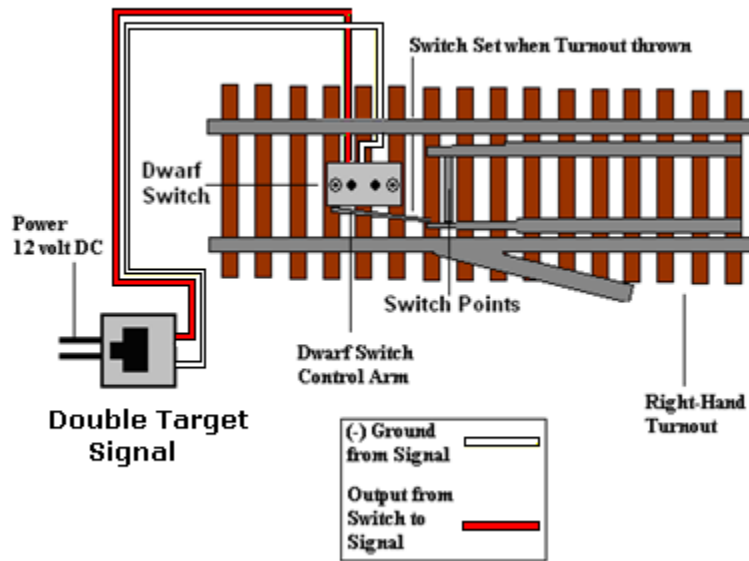 Switch Set when Turnout thrown
Dwarf
Switch
Power
12 volt DC
Switch Points
Dwarf Switch
Control Arm
Right-Hand
Turnout
Double Target
Signal
(-) Ground
from Signal
Output from
Switch to
Signal